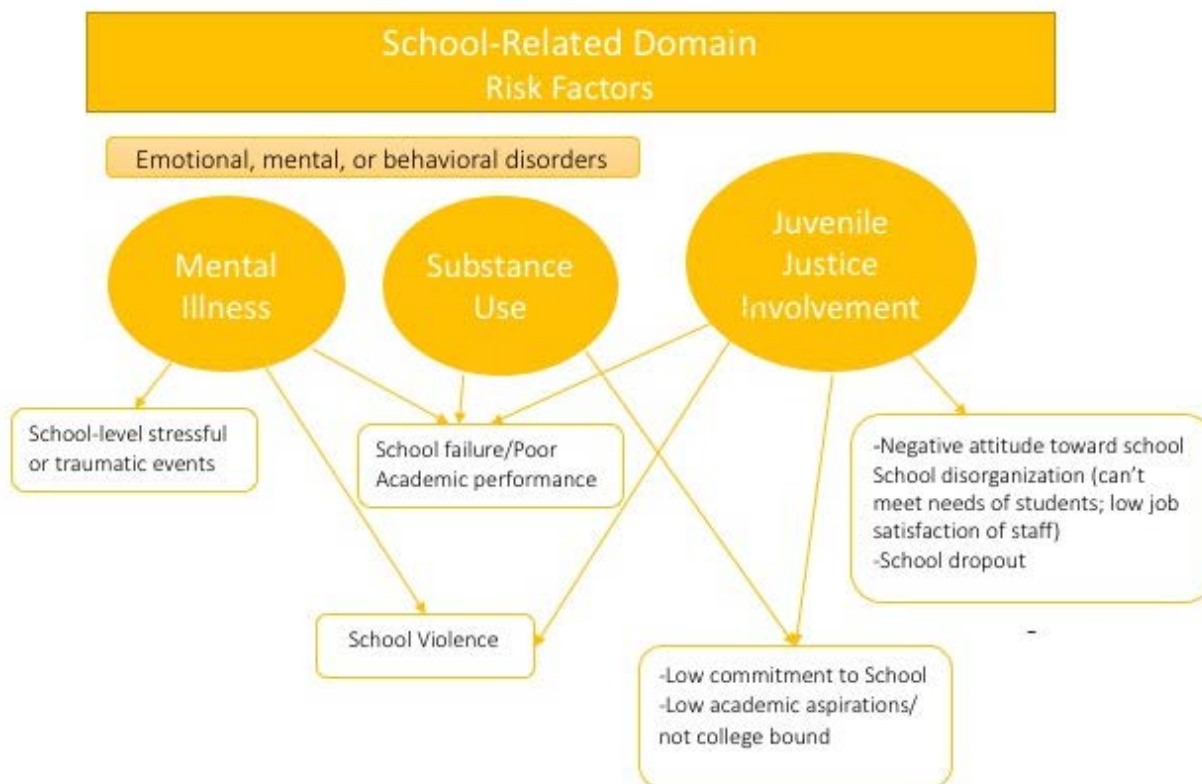 School-Related Domain
Risk Factors
Emotional, mental, or behavioral disorders
Mental
Illness
Substance
Use
Juvenile
Justice
Involvement
School-level stressful
or traumatic events
School failure/Poor
Academic performance
-Negative attitude toward school
School disorganization (can’t
meet needs of students; low job
satisfaction of staff)
-School dropout
School Violence
-
-Low commitment to School
-Low academic aspirations/
not college bound